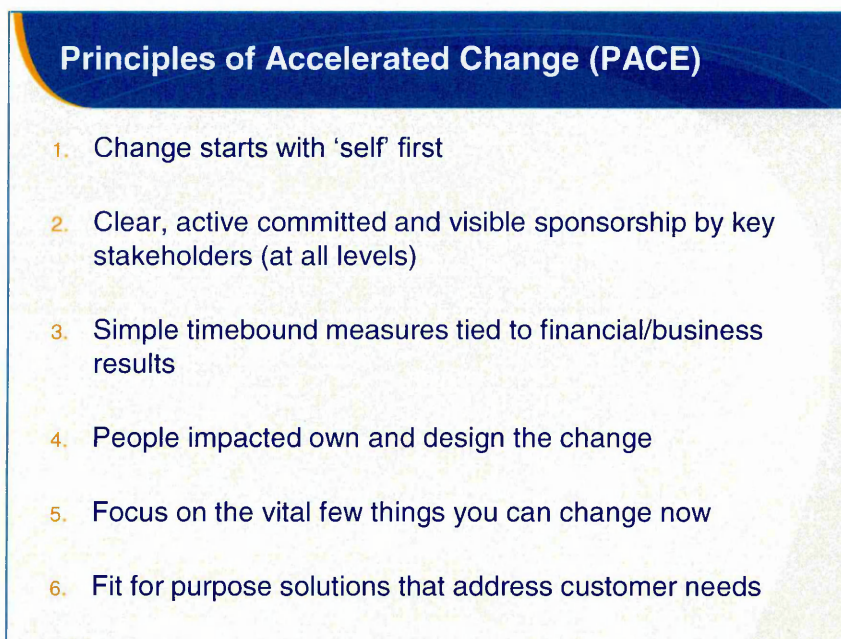 Principles of Accelerated Change (PACE)
1. Change starts with ‘self’ first
2. Clear, active committed and visible sponsorship by key
stakeholders (at all levels)
3. Simple timebound measures tied to financial/business
results
4. People impacted own and design the change
5. Focus on the vital few things you can change now
6. Fit for purpose solutions that address customer needs